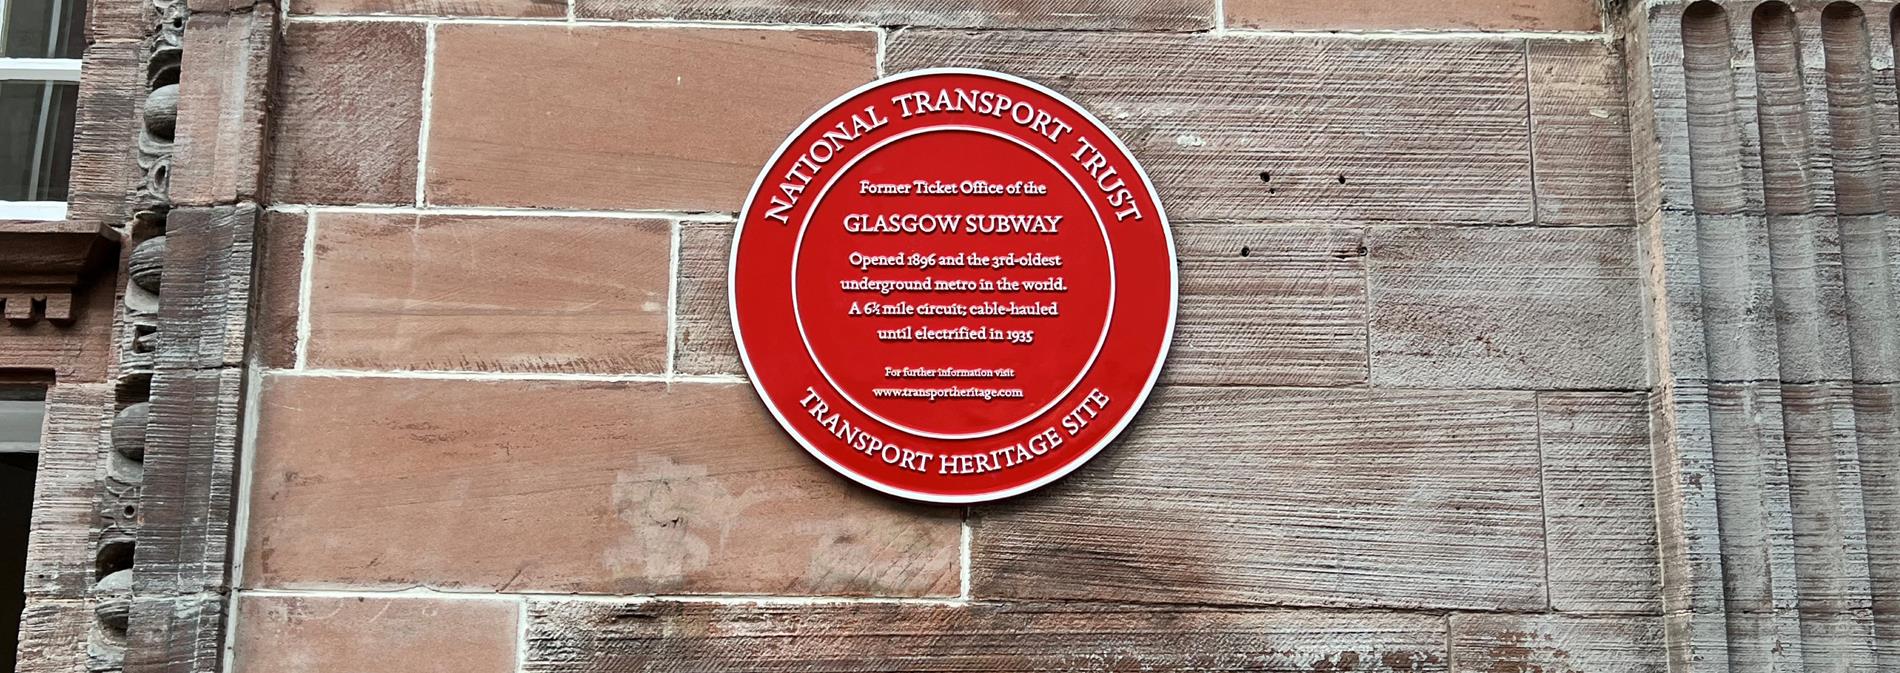 NATIONAL TRANSPORT TRUST
Former Ticket Office of the
GLASGOW SUBWAY
Opened 1896 and the 3rd-oldest
underground metro in the world.
A 6½ mile circuit; cable-hauled
until electrified in 1935
For further information visit
www.transportheritage.com
TRANSPORT HERITAGE SITE